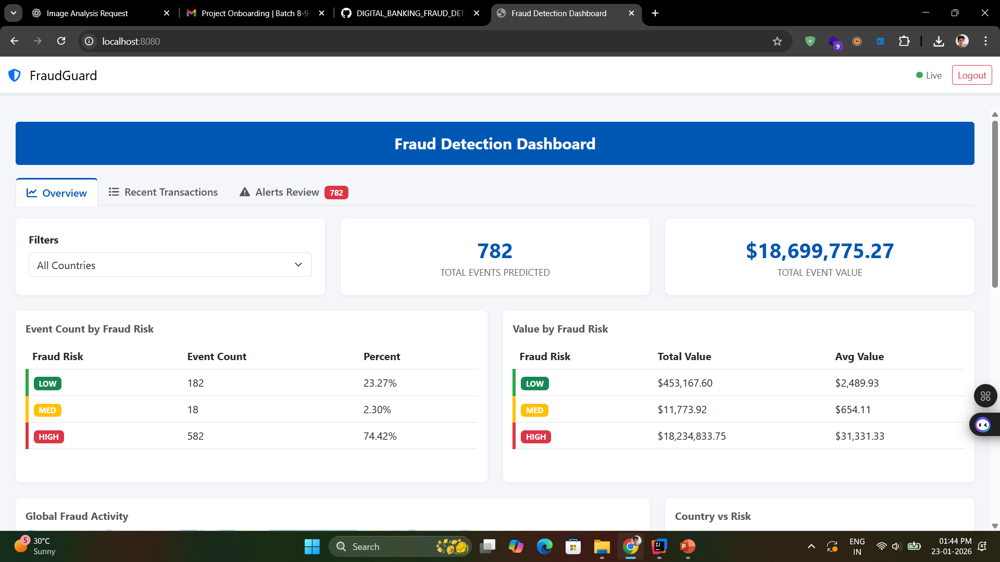 Image Analysis Request
Project Onboarding | Batch 8-9-
DIGITAL_BANKING_FRAUD_DET
Fraud Detection Dashboard
localhost:8080
9
FraudGuard
Live
Logout
Fraud Detection Dashboard
Overview
Recent Transactions
Alerts Review 782
Filters
All Countries
782
TOTAL EVENTS PREDICTED
$18,699,775.27
TOTAL EVENT VALUE
Event Count by Fraud Risk
Fraud Risk Event Count Percent
LOW 182 23.27%
MED 18 2.30%
HIGH 582 74.42%
Value by Fraud Risk
Fraud Risk Total Value Avg Value
LOW $453,167.60 $2,489.93
MED $11,773.92 $654.11
HIGH $18,234,833.75 $31,331.33
Global Fraud Activity
Country vs Risk
5
30°C
Sunny
Search
ENG
IN
01:44 PM
23-01-2026